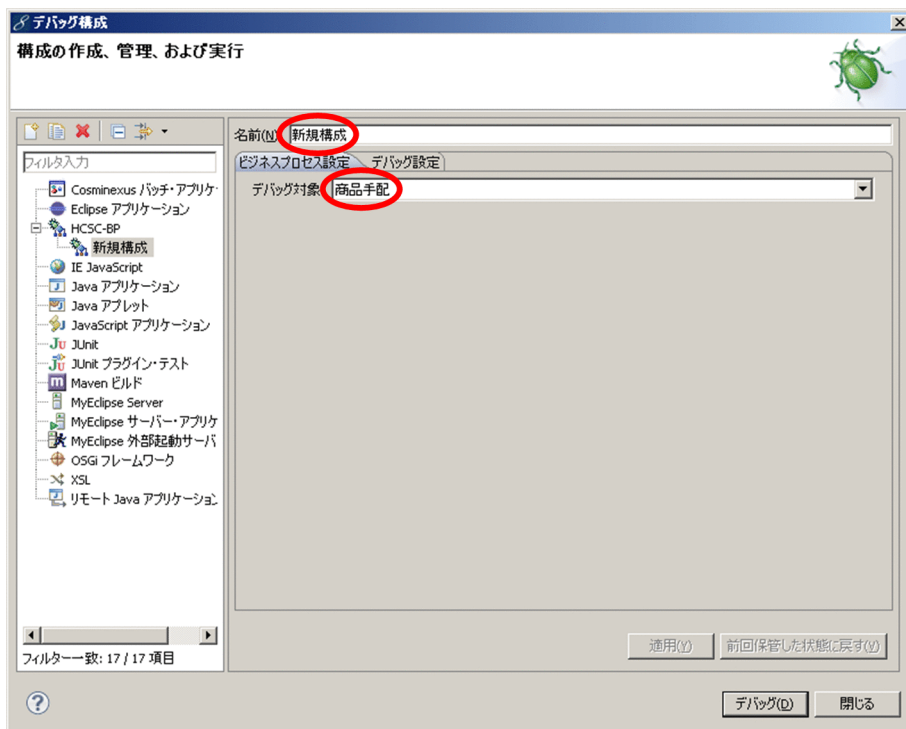 デバッグ構成
構成の作成、管理、および実行
名前(N)
新規構成
フィルタ入力
ビジネスプロセス設定
デバッグ設定
デバッグ対象
商品手配
Cosminexus バッチ・アプリケ
Eclipse アプリケーション
HCSC-BP
新規構成
IE JavaScript
Java アプリケーション
Java アプレット
JavaScript アプリケーション
JUnit
JUnit プラグイン・テスト
Maven ビルド
MyEclipse Server
MyEclipse サーバー・アプリケ
MyEclipse 外部起動サーバ
OSGi フレームワーク
XSL
リモート Java アプリケーション
フィルター一致: 17 / 17 項目
適用(Y)
前回保管した状態に戻す(V)
デバッグ(D)
閉じる